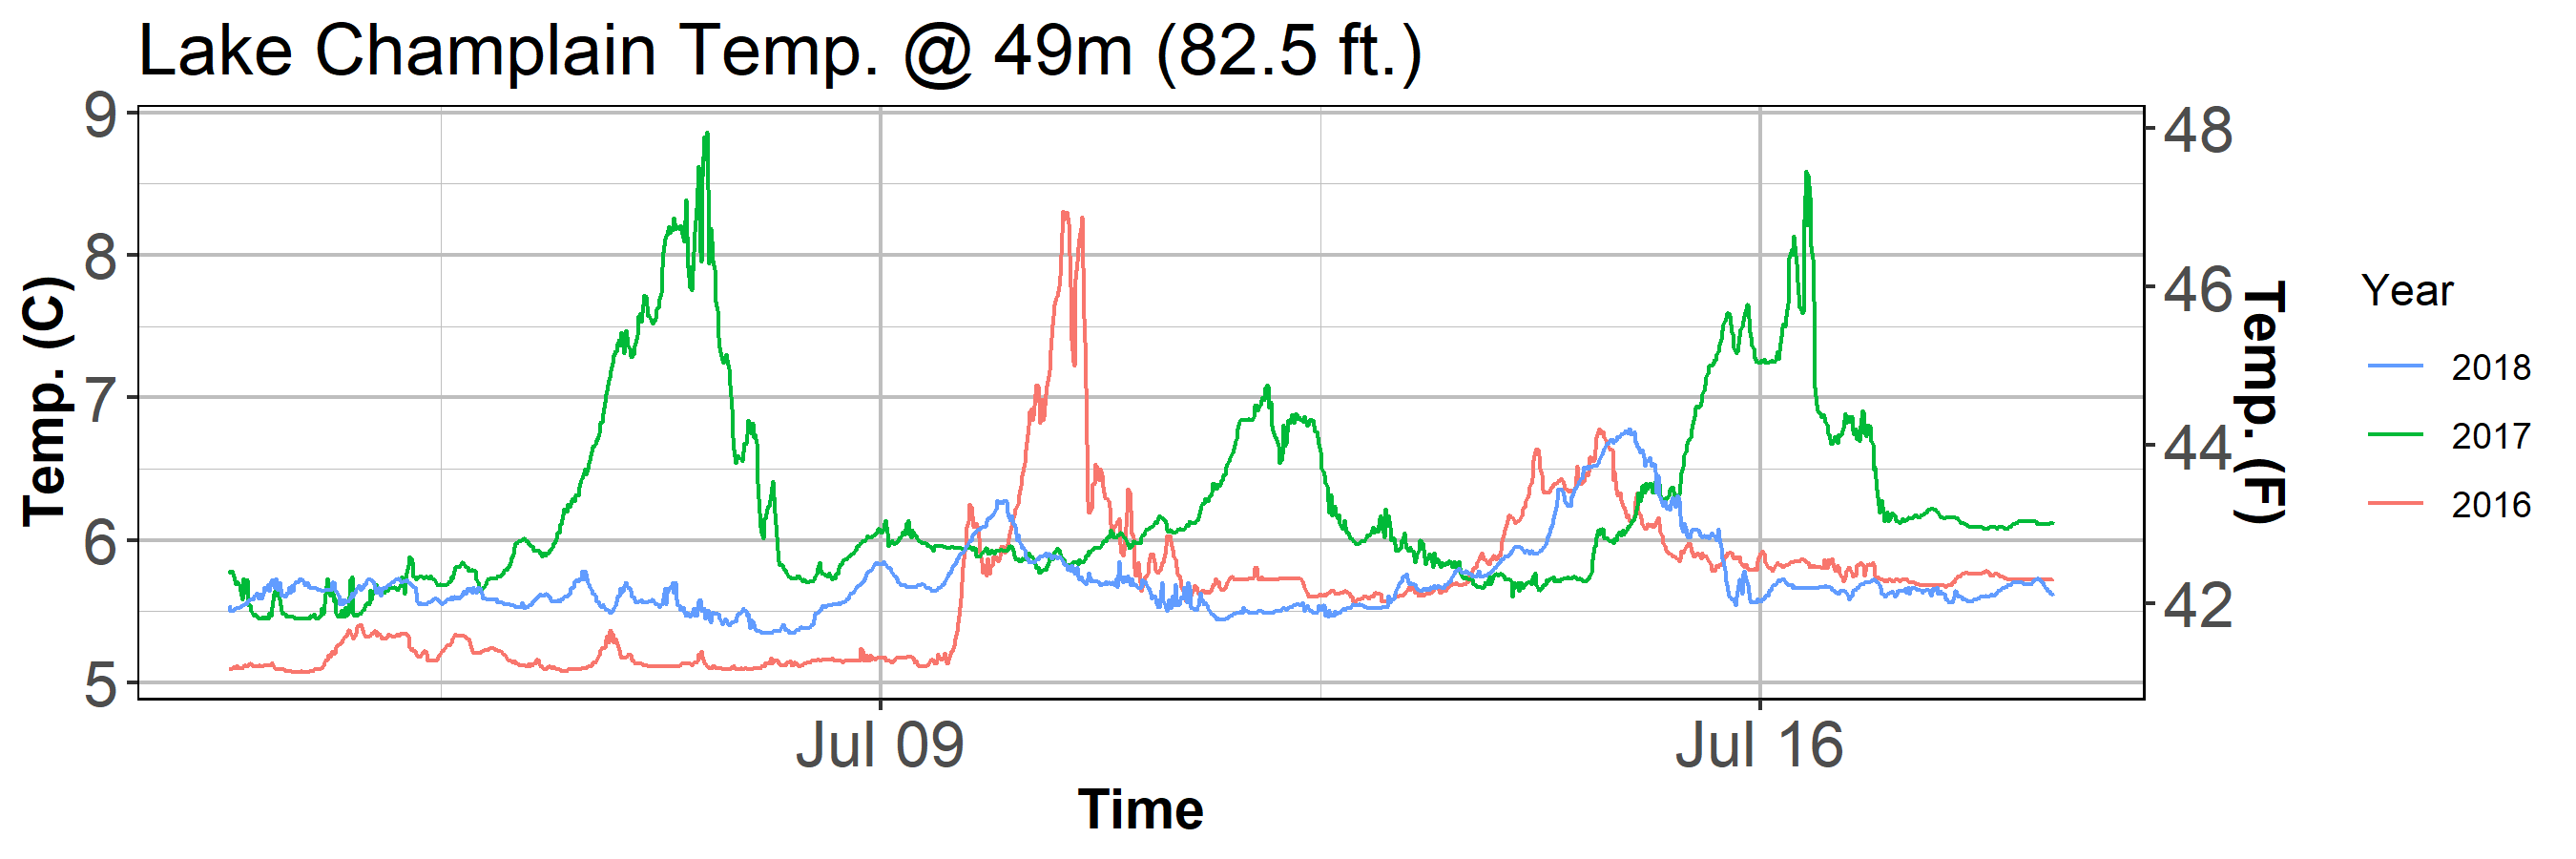 Lake Champlain Temp. @ 49m (82.5 ft.)
9
8
7
6
5
Temp. (C)
48
46
44
42
Temp. (F)
Jul 09
Jul 16
Time
Year
2018
2017
2016